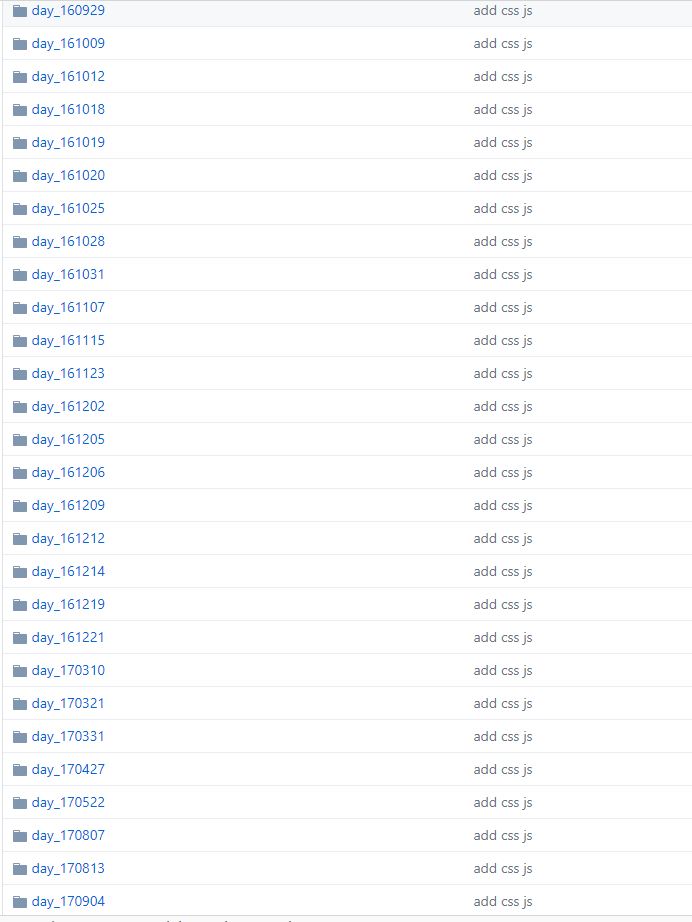 day_160929 add css js
day_161009 add css js
day_161012 add css js
day_161018 add css js
day_161019 add css js
day_161020 add css js
day_161025 add css js
day_161028 add css js
day_161031 add css js
day_161107 add css js
day_161115 add css js
day_161123 add css js
day_161202 add css js
day_161205 add css js
day_161206 add css js
day_161209 add css js
day_161212 add css js
day_161214 add css js
day_161219 add css js
day_161221 add css js
day_170310 add css js
day_170321 add css js
day_170331 add css js
day_170427 add css js
day_170522 add css js
day_170807 add css js
day_170813 add css js
day_170904 add css js